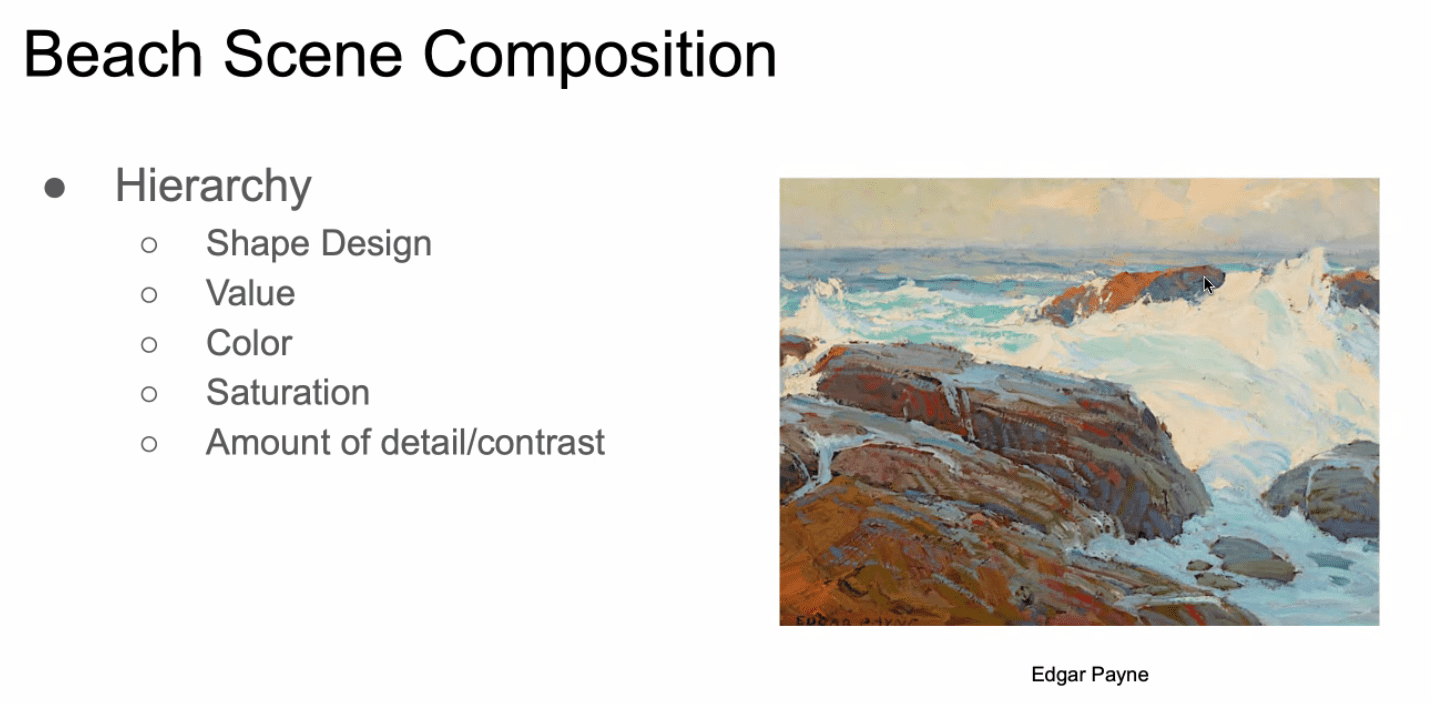 Beach Scene Composition
● Hierarchy
○ Shape Design
○ Value
○ Color
○ Saturation
○ Amount of detail/contrast
EDGAR PAYNE
Edgar Payne